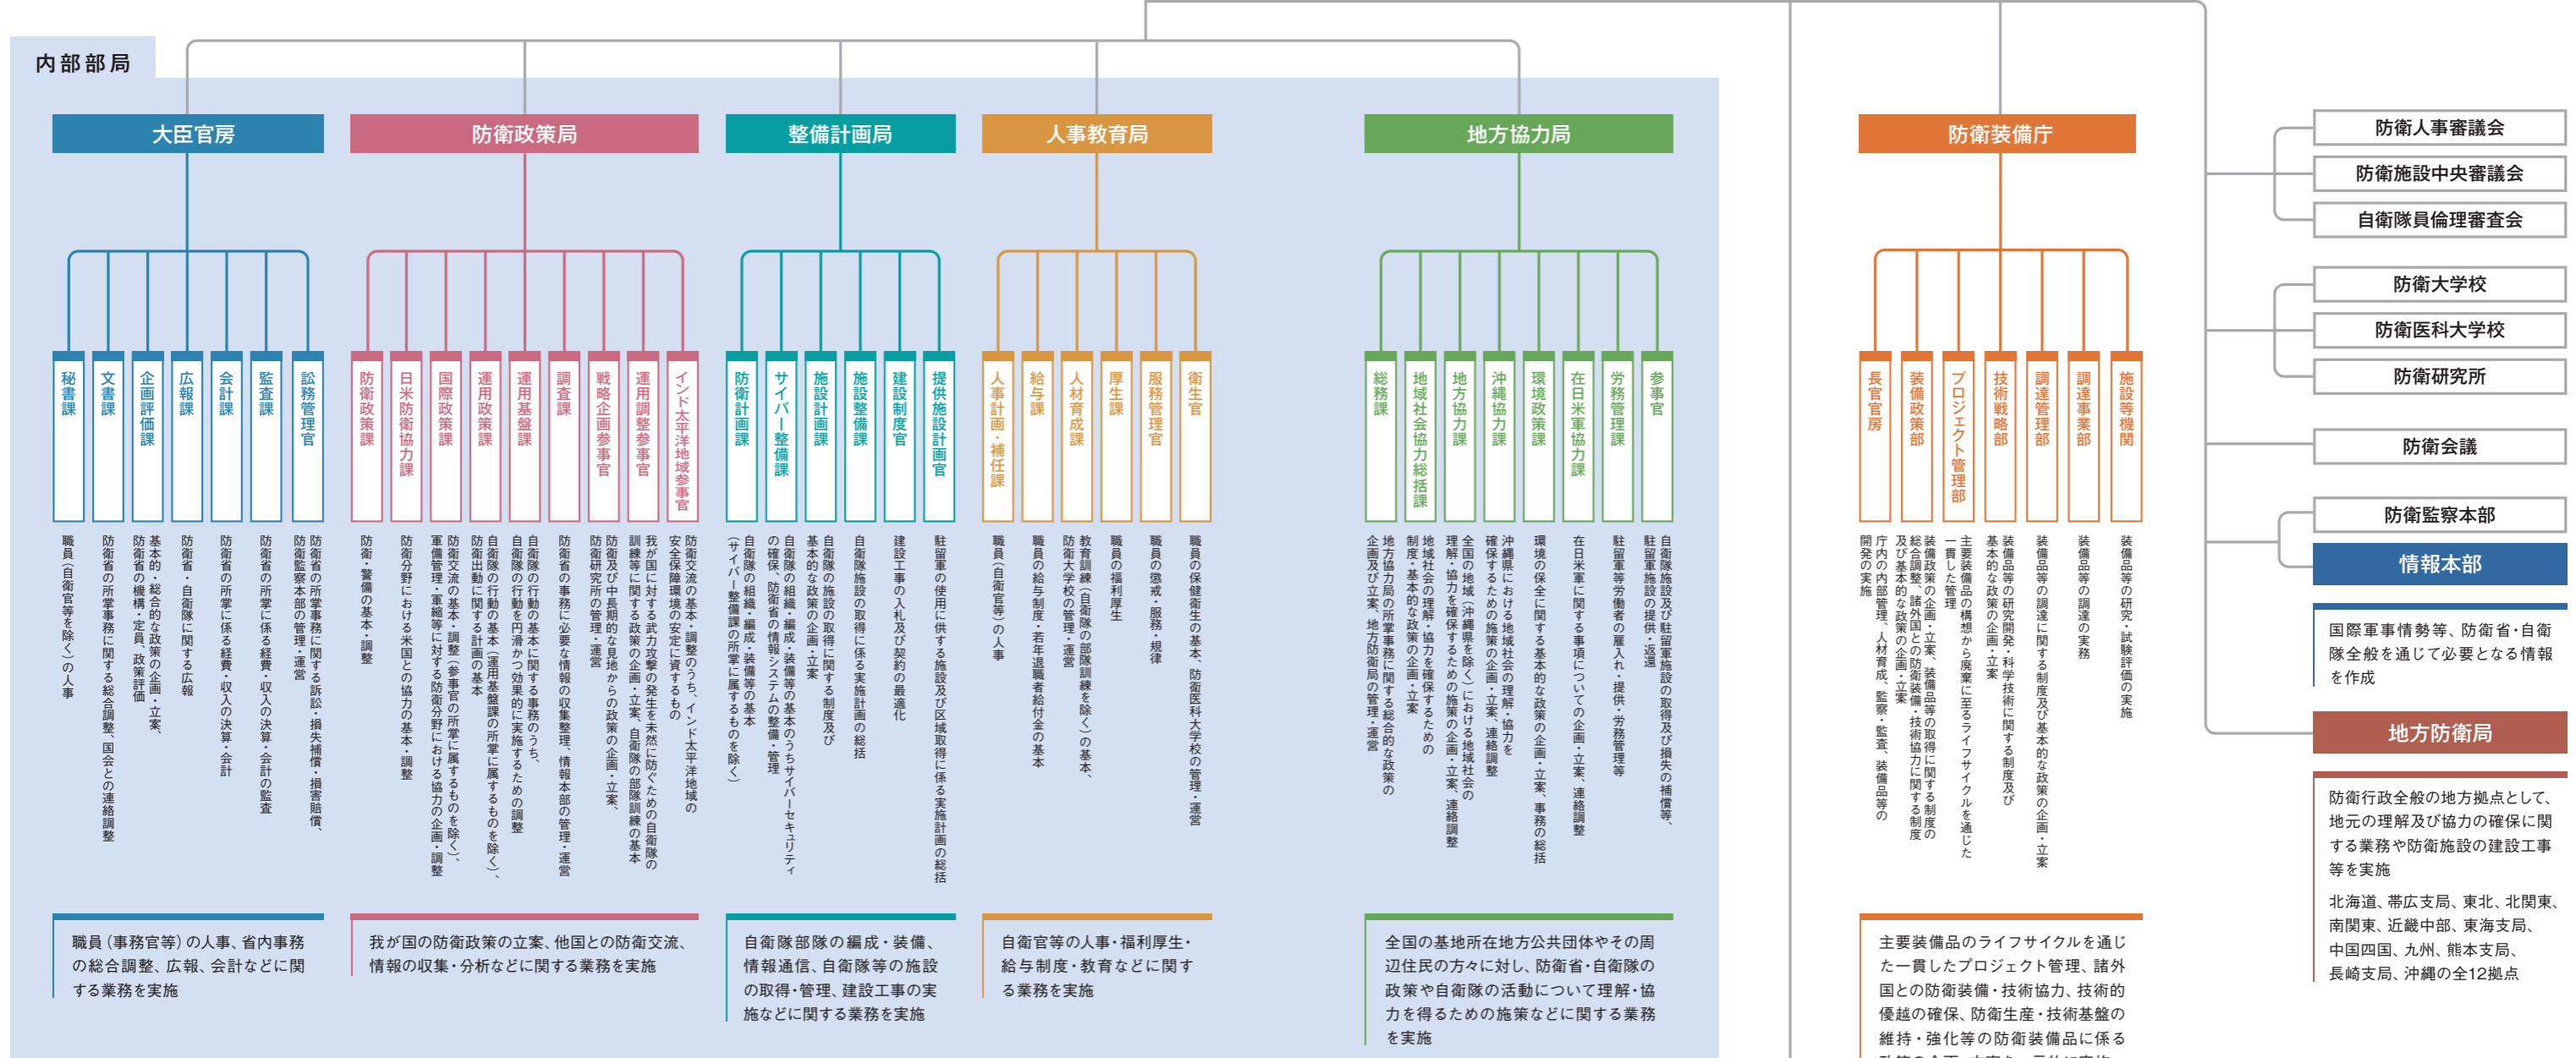 内部部局
大臣官房
秘書課
職員（自衛官等を除く）の人事
文書課
防衛省の所掌事務に関する総合調整、国会との連絡調整
企画評価課
基本的・総合的な政策の企画・立案、
防衛省の機構・定員、政策評価
広報課
防衛省・自衛隊に関する広報
会計課
防衛省の所掌に係る経費・収入の決算・会計
監査課
防衛省の所掌に係る経費・収入の決算・会計の監査
訟務管理官
防衛省の所掌事務に関する訴訟・損失補償・損害賠償、
防衛監察本部の管理・運営
職員（事務官等）の人事、省内事務
の総合調整、広報、会計などに関
する業務を実施
防衛政策局
防衛政策課
防衛・警備の基本・調整
日米防衛協力課
防衛分野における米国との協力の基本・調整
国際政策課
防衛交流の基本・調整（参事官の所掌に属するものを除く）、
軍備管理・軍縮等に対する防衛分野における協力の企画・調整
運用政策課
自衛隊の行動の基本（運用基盤課の所掌に属するものを除く）、
防衛出動に関する計画の基本
運用基盤課
自衛隊の行動の基本に関する事務のうち、
自衛隊の行動を円滑かつ効果的に実施するための調整
調査課
防衛省の事務に必要な情報の収集整理、情報本部の管理・運営
戦略企画参事官
防衛及び中長期的な見地からの政策の企画・立案、
防衛研究所の管理・運営
運用調整参事官
我が国に対する武力攻撃の発生を未然に防ぐための自衛隊の
訓練等に関する政策の企画・立案、自衛隊の部隊訓練の基本
インド太平洋地域参事官
防衛交流の基本・調整のうち、インド太平洋地域の
安全保障環境の安定に資するもの
我が国の防衛政策の立案、他国との防衛交流、
情報の収集・分析などに関する業務を実施
整備計画局
防衛計画課
自衛隊の組織・編成・装備等の基本
（サイバー整備課の所掌に属するものを除く）
サイバー整備課
自衛隊の組織・編成・装備等の基本のうちサイバーセキュリティ
の確保、防衛省の情報システムの整備・管理
施設計画課
自衛隊の施設の取得に関する制度及び
基本的な政策の企画・立案
施設整備課
自衛隊施設の取得に係る実施計画の総括
建設制度官
建設工事の入札及び契約の最適化
提供施設計画官
駐留軍の使用に供する施設及び区域取得に係る実施計画の総括
自衛隊部隊の編成・装備、
情報通信、自衛隊等の施設
の取得・管理、建設工事の実
施などに関する業務を実施
人事教育局
人事計画・補任課
職員（自衛官等）の人事
給与課
職員の給与制度・若年退職者給付金の基本
人材育成課
教育訓練（自衛隊の部隊訓練を除く）の基本、
防衛大学校の管理・運営
厚生課
職員の福利厚生
服務管理官
職員の懲戒・服務・規律
衛生官
職員の保健衛生の基本、防衛医科大学校の管理・運営
自衛官等の人事・福利厚生・
給与制度・教育などに関す
る業務を実施
地方協力局
総務課
地方協力局の所掌事務に関する総合的な政策の
企画及び立案、地方防衛局の管理・運営
地域社会協力総括課
地域社会の理解・協力を確保するための
制度・基本的な政策の企画・立案
地方協力課
全国の地域（沖縄県を除く）における地域社会の
理解・協力を確保するための施策の企画・立案、連絡調整
沖縄協力課
沖縄県における地域社会の理解・協力を
確保するための施策の企画・立案、連絡調整
環境政策課
環境の保全に関する基本的な政策の企画・立案、事務の総括
在日米軍協力課
在日米軍に関する事項についての企画・立案、連絡調整
労務管理課
駐留軍等労働者の雇入れ・提供・労務管理等
参事官
自衛隊施設及び駐留軍施設の取得及び損失の補償等、
駐留軍施設の提供・返還
全国の基地所在地方公共団体やその周
辺住民の方々に対し、防衛省・自衛隊の
政策や自衛隊の活動について理解・協
力を得るための施策などに関する業務
を実施
防衛装備庁
長官官房
庁内の内部管理、人材育成、監察・監査、装備品等の
開発の実施
装備政策部
装備政策の企画・立案、装備品等の取得に関する制度の
総合調整、諸外国との防衛装備・技術協力に関する制度
及び基本的な政策の企画・立案
プロジェクト管理部
主要装備品の構想から廃棄に至るライフサイクルを通じた
一貫した管理
技術戦略部
装備品等の研究開発・科学技術に関する制度及び
基本的な政策の企画・立案
調達管理部
装備品等の調達に関する制度及び基本的な政策の企画・立案
調達事業部
装備品等の調達の実務
施設等機関
装備品等の研究・試験評価の実施
主要装備品のライフサイクルを通じ
た一貫したプロジェクト管理、諸外
国との防衛装備・技術協力、技術的
優越の確保、防衛生産・技術基盤の
維持・強化等の防衛装備品に係る
防衛人事審議会
防衛施設中央審議会
自衛隊員倫理審査会
防衛大学校
防衛医科大学校
防衛研究所
防衛会議
防衛監察本部
情報本部
国際軍事情勢等、防衛省・自衛
隊全般を通じて必要となる情報
を作成
地方防衛局
防衛行政全般の地方拠点として、
地元の理解及び協力の確保に関
する業務や防衛施設の建設工事
等を実施
北海道、帯広支局、東北、北関東、
南関東、近畿中部、東海支局、
中国四国、九州、熊本支局、
長崎支局、沖縄の全12拠点